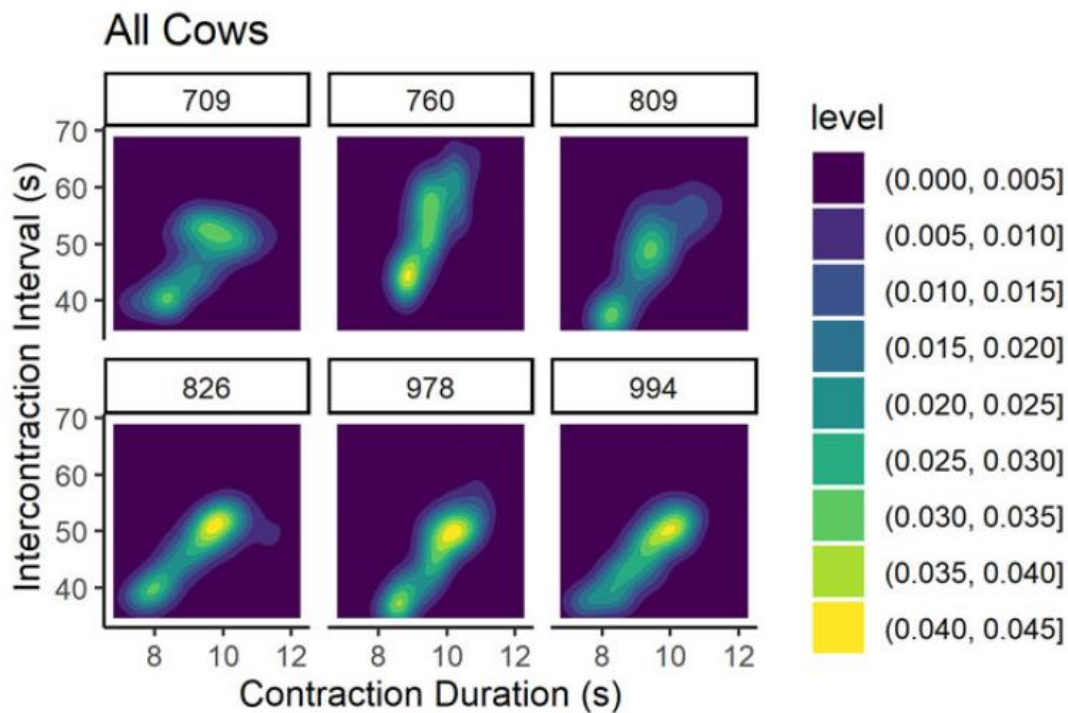 All Cows
709 760 809
70
60
50
40
826 978 994
70
60
50
40
8 10 12 8 10 12 8 10 12
Contraction Duration (s)
Intercontraction Interval (s)
level
(0.000, 0.005]
(0.005, 0.010]
(0.010, 0.015]
(0.015, 0.020]
(0.020, 0.025]
(0.025, 0.030]
(0.030, 0.035]
(0.035, 0.040]
(0.040, 0.045]